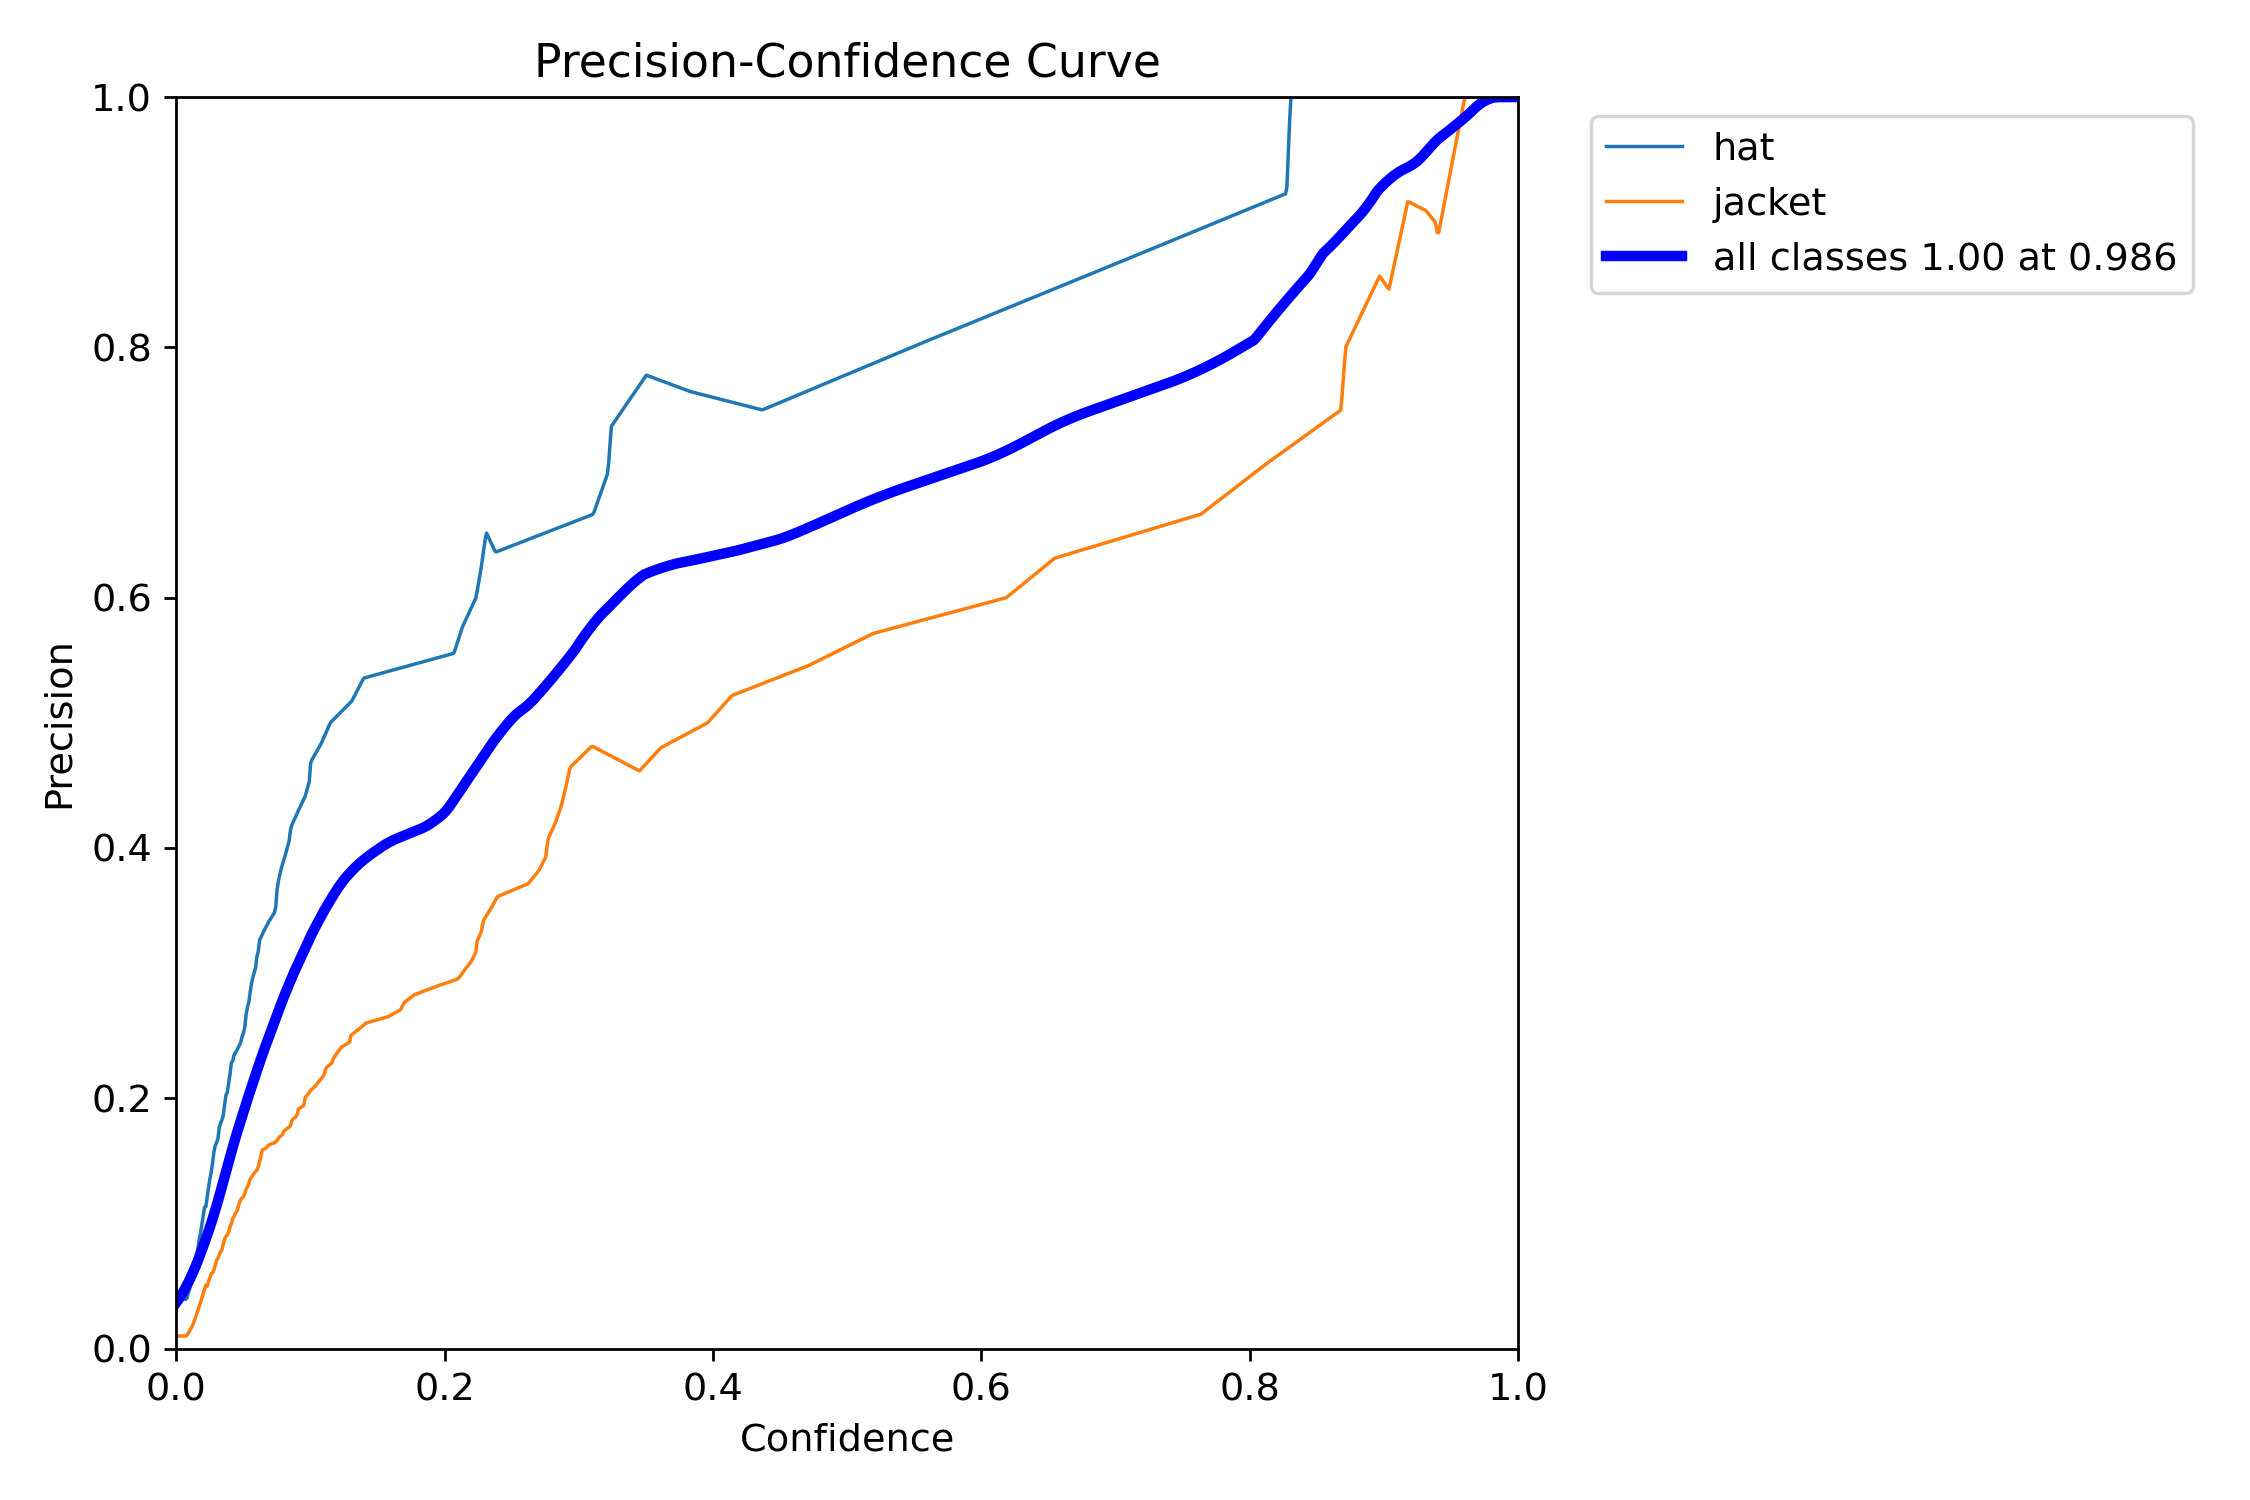 Precision-Confidence Curve
1.0
0.8
0.6
0.4
0.2
0.0
Precision
0.0 0.2 0.4 0.6 0.8 1.0
Confidence
hat
jacket
all classes 1.00 at 0.986